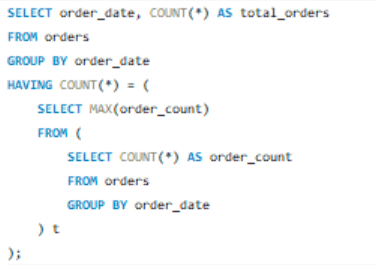 SELECT order_date, COUNT(*) AS total_orders
FROM orders
GROUP BY order_date
HAVING COUNT(*) = (
    SELECT MAX(order_count)
    FROM (
        SELECT COUNT(*) AS order_count
        FROM orders
        GROUP BY order_date
    ) t
);